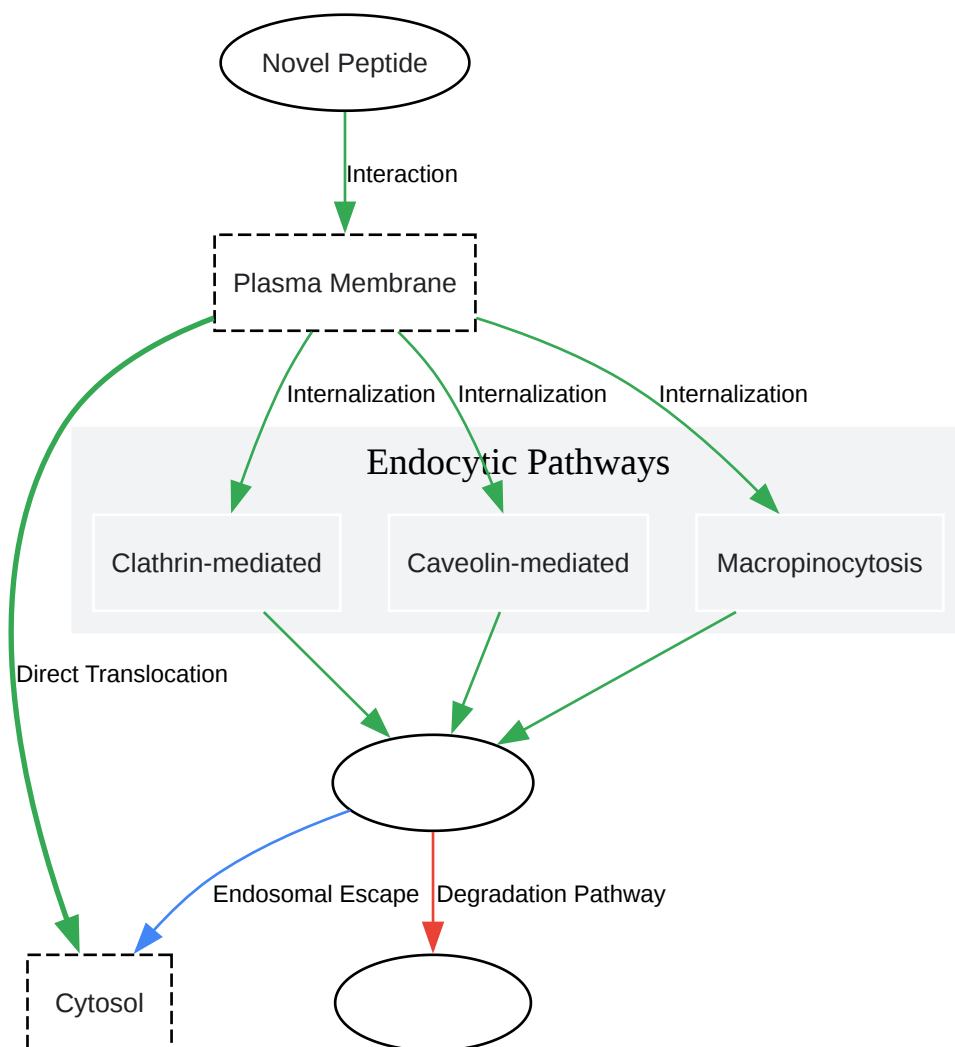 Novel Peptide
Interaction
Plasma Membrane
Internalization
Internalization
Internalization
Endocytic Pathways
Clathrin-mediated
Caveolin-mediated
Macropinocytosis
Direct Translocation
Endosomal Escape
Degradation Pathway
Cytosol